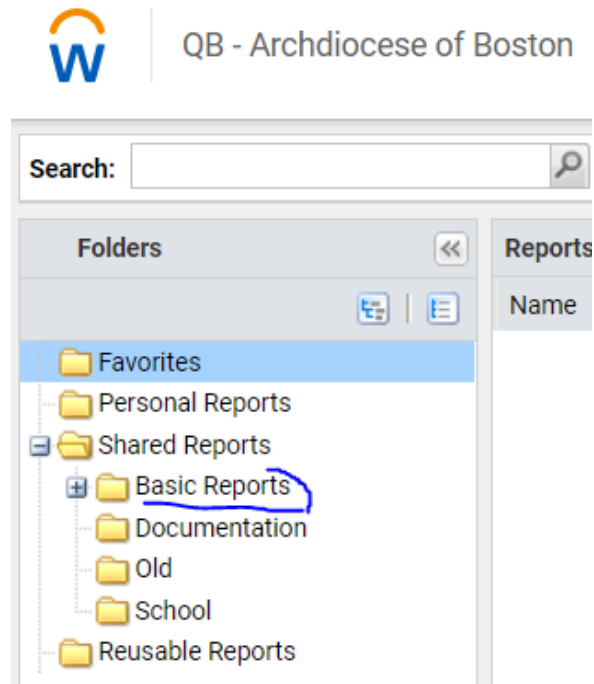 W
QB - Archdiocese of Boston
Search:
Folders
Reports
Name
Favorites
Personal Reports
Shared Reports
Basic Reports
Documentation
Old
School
Reusable Reports